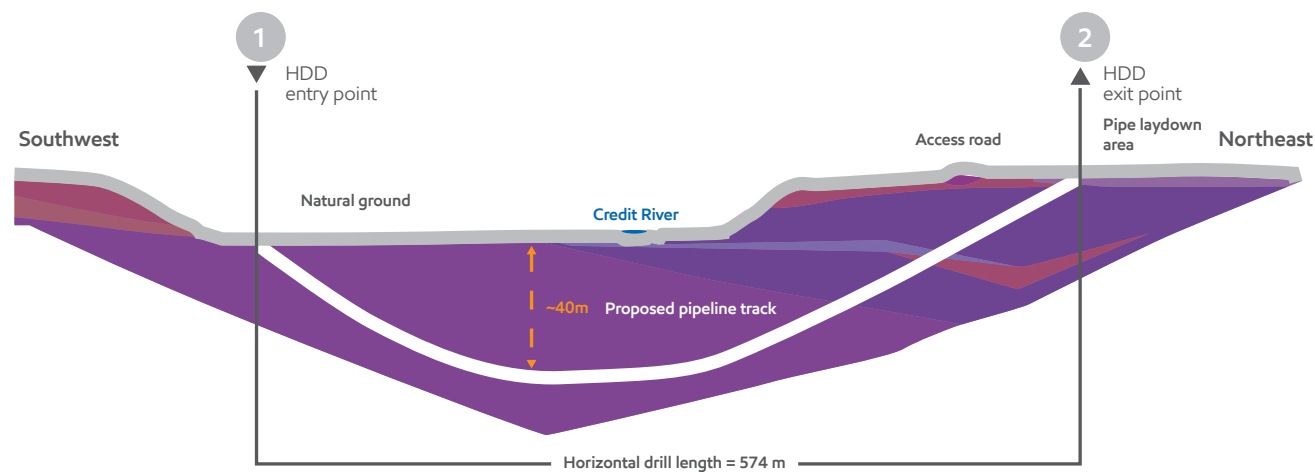 1
HDD
entry point
2
HDD
exit point
Southwest
Access road
Pipe laydown
area
Northeast
Natural ground
Credit River
~40m
Proposed pipeline track
Horizontal drill length = 574 m